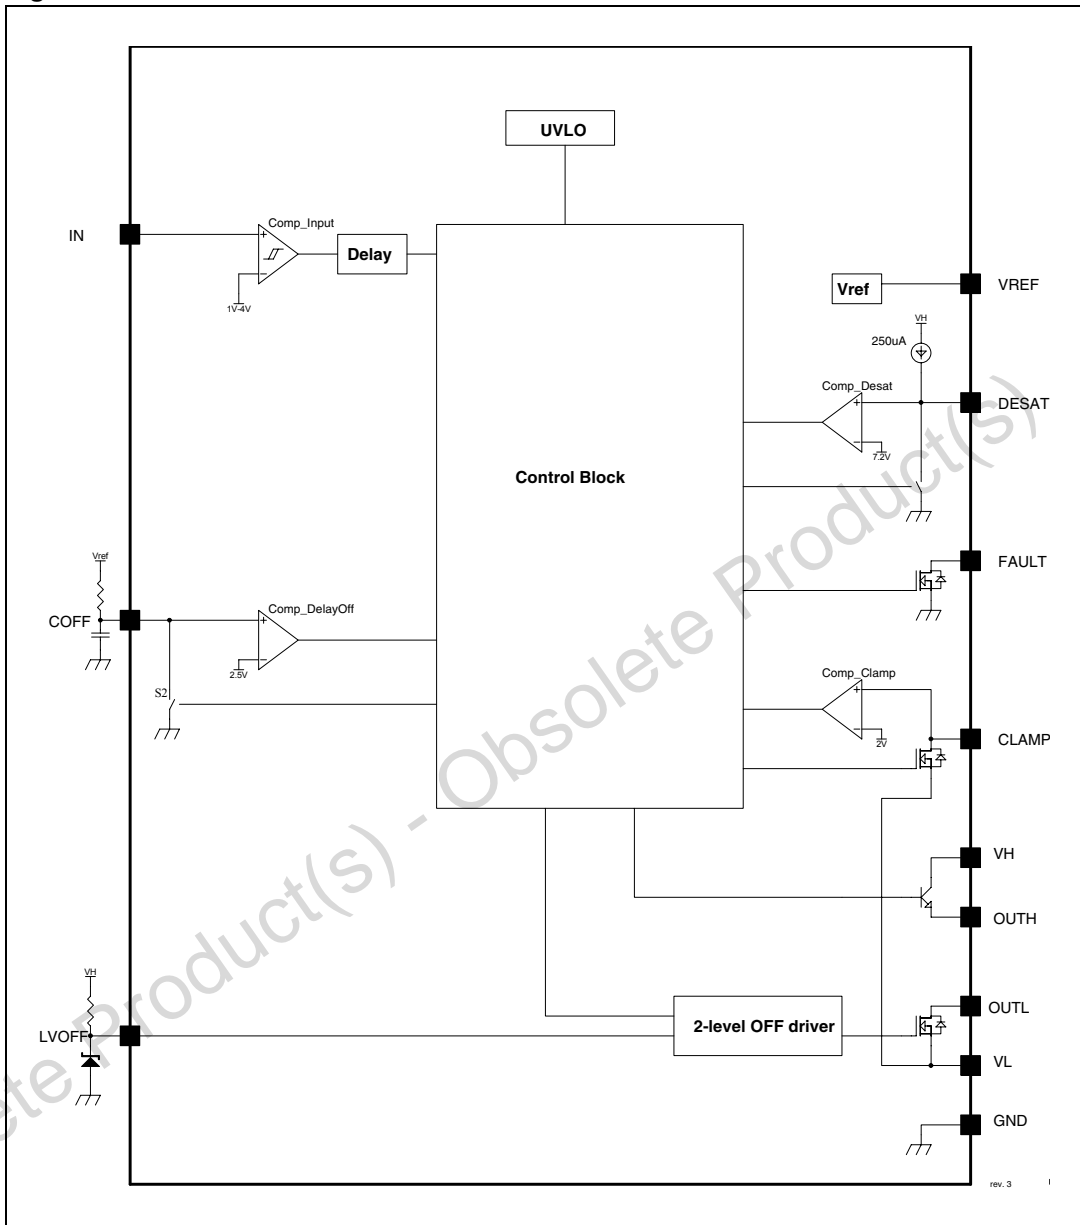 UVLO
Comp_Input
IN
+
Delay
−
1V-4V
Vref
VREF
VH
250uA
Comp_Desat
+
DESAT
−
7.2V
Control Block
FAULT
Vref
Comp_DelayOff
COFF
+
−
2.5V
S2
Comp_Clamp
+
−
2V
CLAMP
VH
OUTH
VH
OUTL
2-level OFF driver
LVOFF
VL
GND
rev. 3
ete Product(s) - Obsolete Product(s)